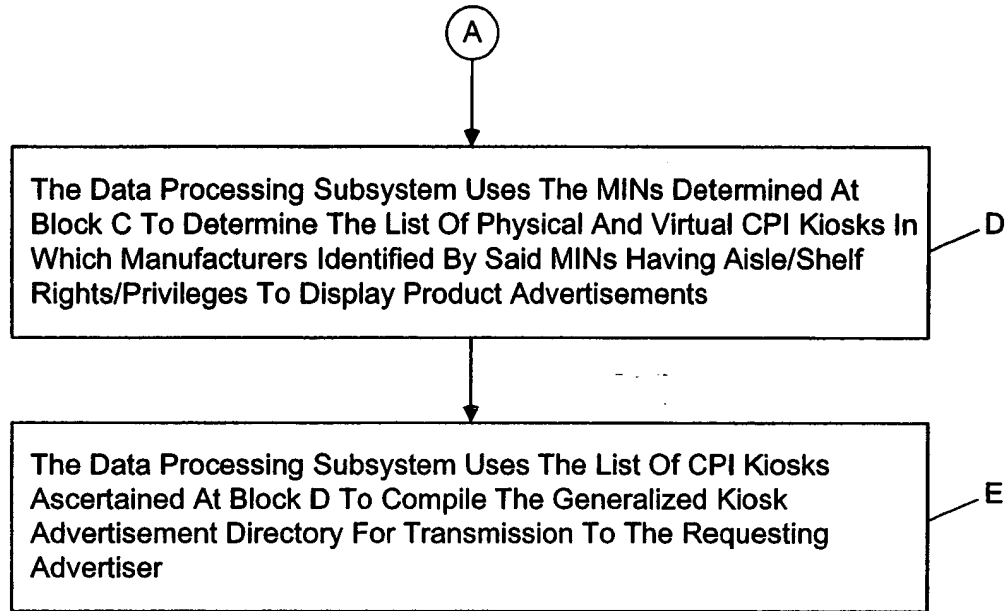 A
The Data Processing Subsystem Uses The MINs Determined At
Block C To Determine The List Of Physical And Virtual CPI Kiosks In
Which Manufacturers Identified By Said MINs Having Aisle/Shelf
Rights/Privileges To Display Product Advertisements
D
The Data Processing Subsystem Uses The List Of CPI Kiosks
Ascertained At Block D To Compile The Generalized Kiosk
Advertisement Directory For Transmission To The Requesting
Advertiser
E